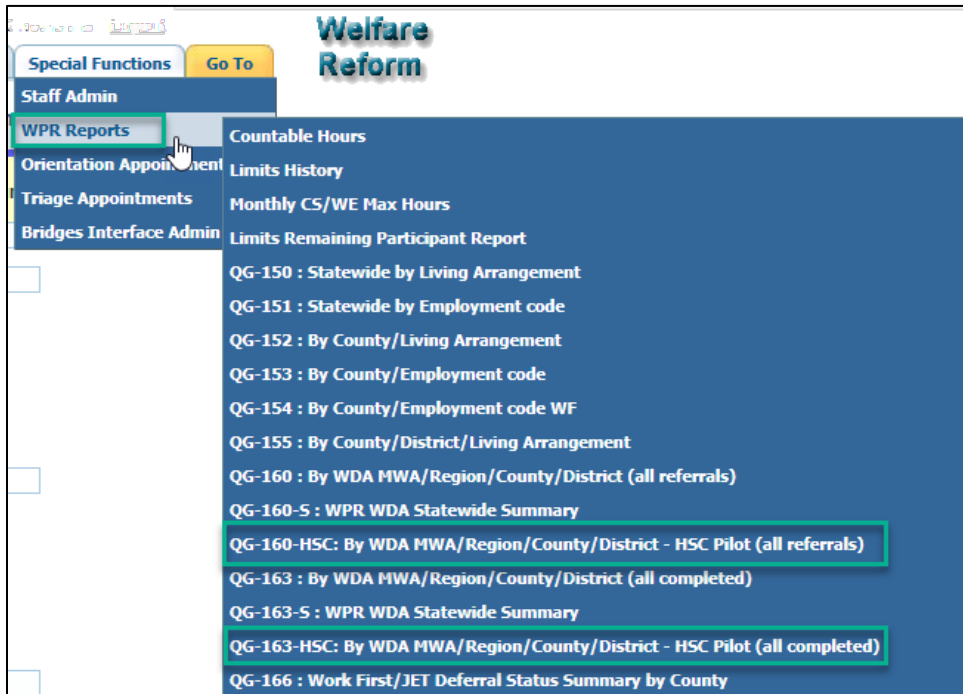 Welfare
Reform
Special Functions Go To
Staff Admin
WPR Reports
Orientation
Triage Appointments
Bridges Interface Admin
Countable Hours
Limits History
Monthly CS/WE Max Hours
Limits Remaining Participant Report
QG-150 : Statewide by Living Arrangement
QG-151 : Statewide by Employment code
QG-152 : By County/Living Arrangement
QG-153 : By County/Employment code
QG-154 : By County/Employment code WF
QG-155 : By County/District/Living Arrangement
QG-160 : By WDA MWA/Region/County/District (all referrals)
QG-160-S : WPR WDA Statewide Summary
QG-160-HSC: By WDA MWA/Region/County/District - HSC Pilot (all referrals)
QG-163 : By WDA MWA/Region/County/District (all completed)
QG-163-S : WPR WDA Statewide Summary
QG-163-HSC: By WDA MWA/Region/County/District - HSC Pilot (all completed)
QG-166 : Work First/JET Deferral Status Summary by County